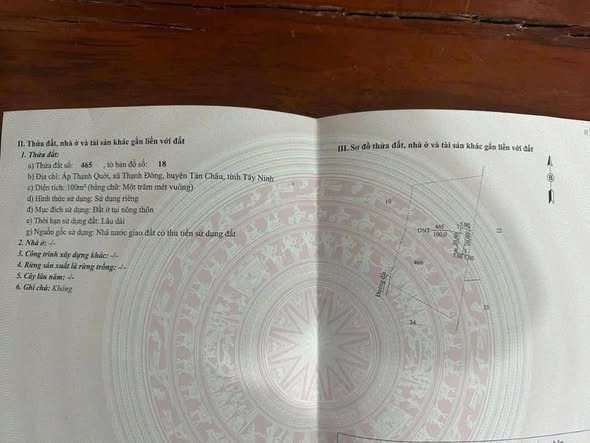 II. Thửa đất, nhà ở và tài sản khác gắn liền với đất
1. Thửa đất:
a) Thửa đất số: 465 , tờ bản đồ số: 18
b) Địa chỉ: Ấp Thạnh Quới, xã Thạnh Đông, huyện Tân Châu, tỉnh Tây Ninh
c) Diện tích: 100m² (bằng chữ: Một trăm mét vuông)
d) Hình thức sử dụng: Sử dụng riêng
đ) Mục đích sử dụng: Đất ở tại nông thôn
e) Thời hạn sử dụng đất: Lâu dài
g) Nguồn gốc sử dụng: Nhà nước giao đất có thu tiền sử dụng đất
2. Nhà ở: -/-
3. Công trình xây dựng khác: -/-
4. Rừng sản xuất là rừng trồng: -/-
5. Cây lâu năm: -/-
6. Ghi chú: Không
III. Sơ đồ thửa đất, nhà ở và tài sản khác gắn liền với đất
B
19
ONT 465
100,0
22
466
Đường đất
33
34